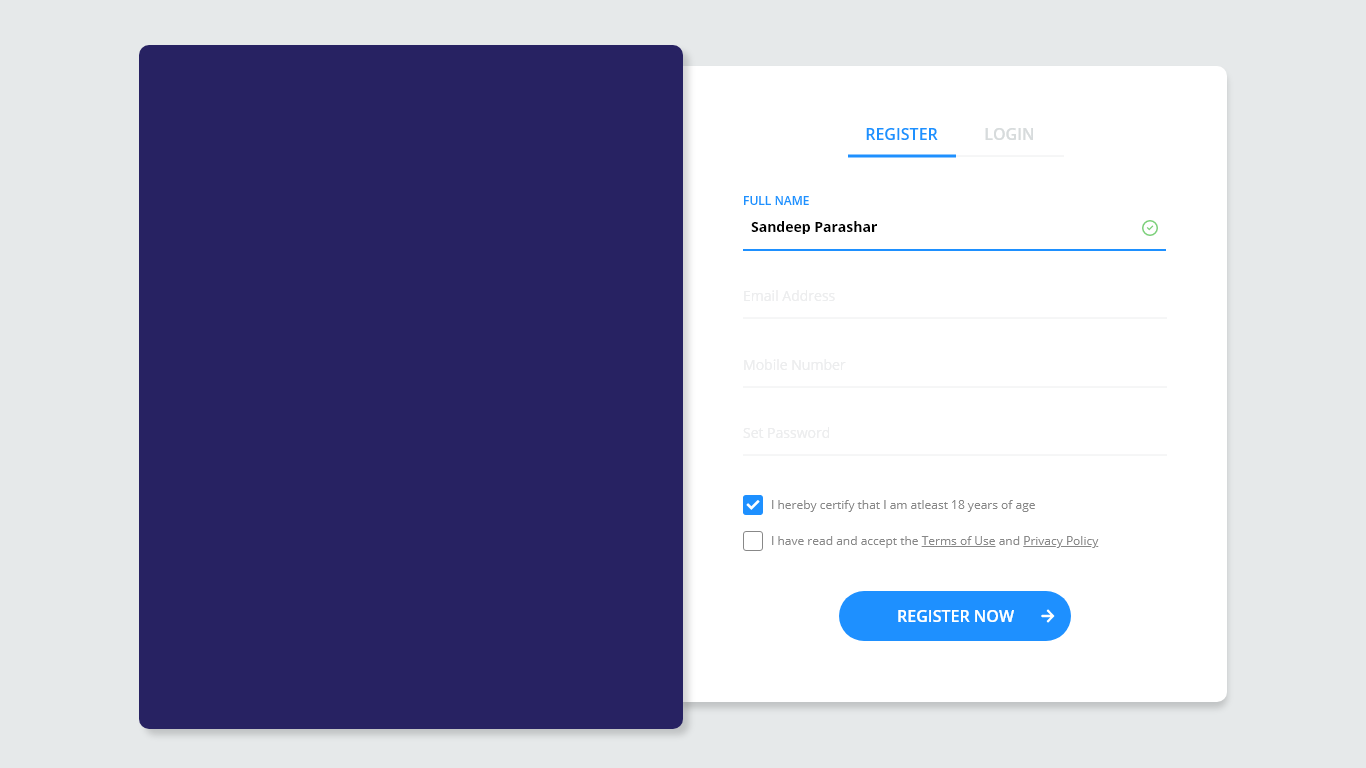 REGISTER LOGIN
FULL NAME
Sandeep Parashar
Email Address
Mobile Number
Set Password
I hereby certify that I am atleast 18 years of age
I have read and accept the Terms of Use and Privacy Policy
REGISTER NOW